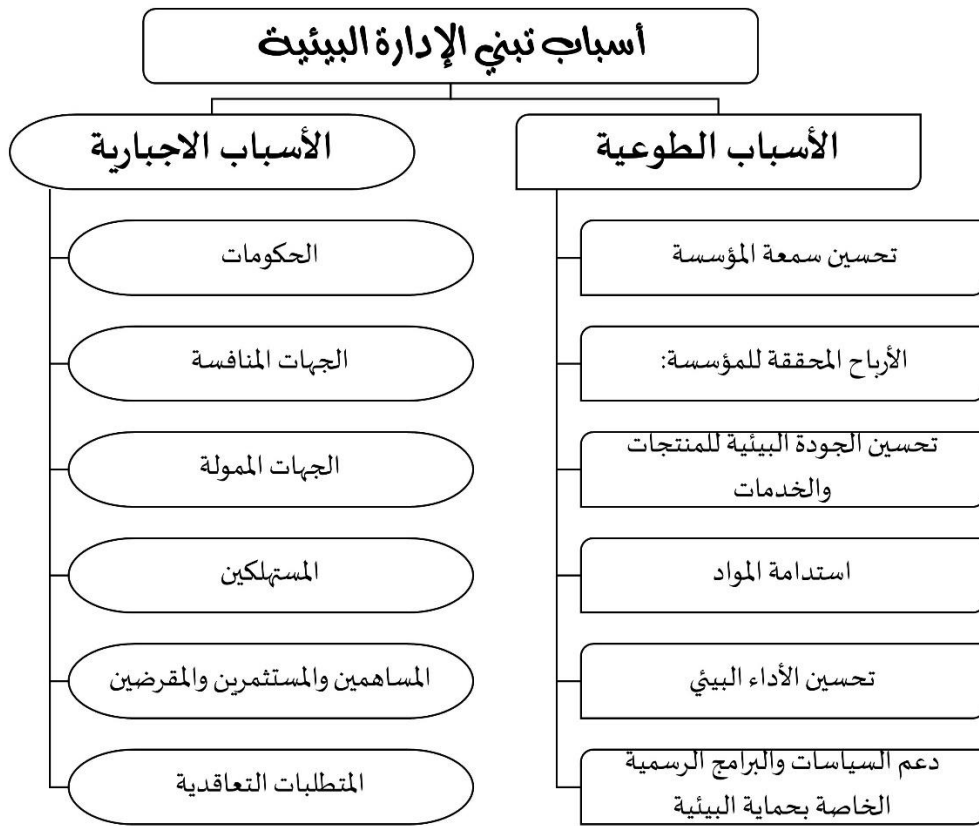 أسباب تبني الإدارة البيئية
الأسباب الطوعية
تحسين سمعة المؤسسة
الأرباح المحققة للمؤسسة:
تحسين الجودة البيئية للمنتجات
والخدمات
استدامة المواد
تحسين الأداء البيئي
دعم السياسات والبرامج الرسمية
الخاصة بحماية البيئية
الأسباب الاجبارية
الحكومات
الجهات المنافسة
الجهات الممولة
المستهلكين
المساهمين والمستثمرين والمقرضين
المتطلبات التعاقدية